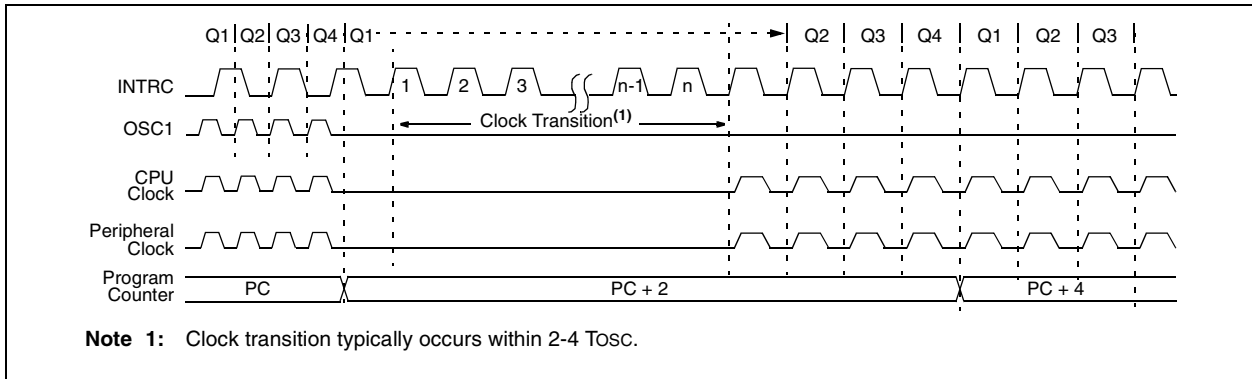 Q1 Q2 Q3 Q4 Q1 Q2 Q3 Q4 Q1 Q2 Q3
INTRC
1 2 3 n-1 n
OSC1
Clock Transition(1)
CPU
Clock
Peripheral
Clock
Program
Counter
PC PC + 2 PC + 4
Note 1: Clock transition typically occurs within 2-4 TOSC.